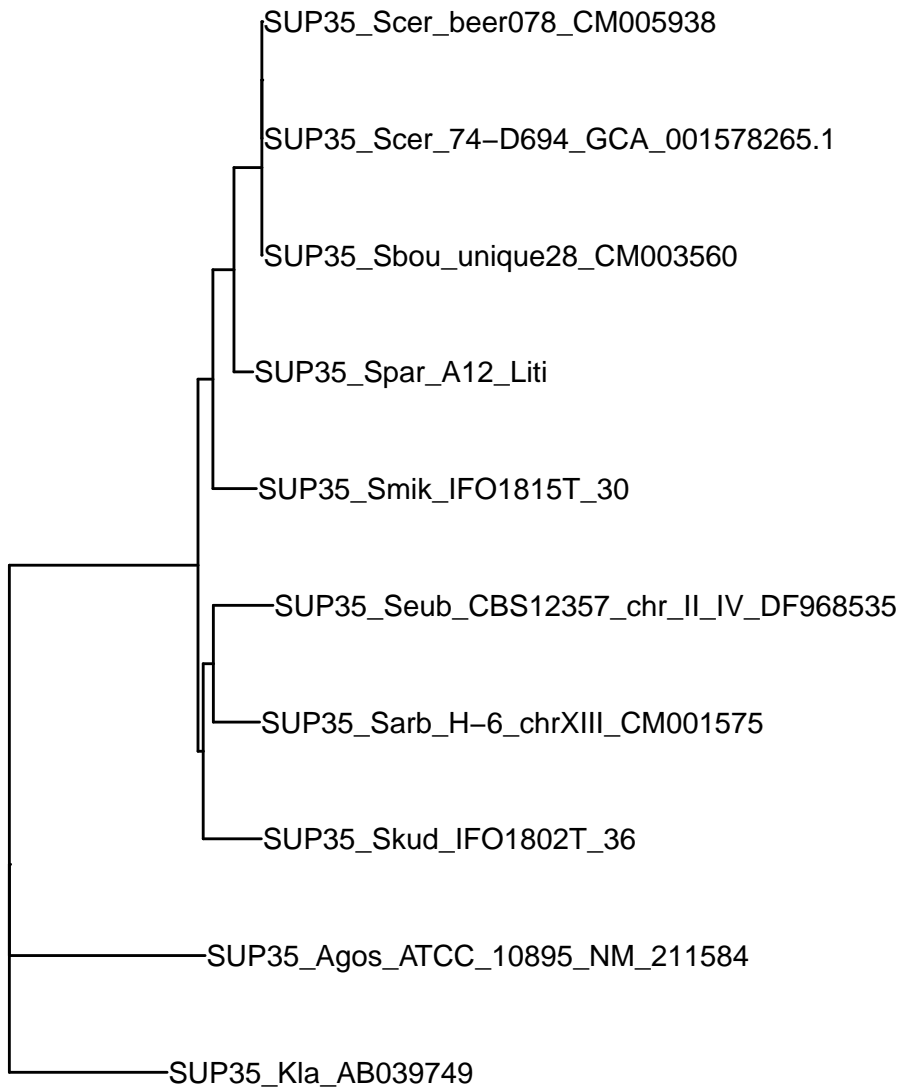 SUP35_Scer_beer078_CM005938
SUP35_Scer_74−D694_GCA_001578265.1
SUP35_Sbou_unique28_CM003560
SUP35_Spar_A12_Liti
SUP35_Smik_IFO1815T_30
SUP35_Seub_CBS12357_chr_II_IV_DF968535
SUP35_Sarb_H−6_chrXIII_CM001575
SUP35_Skud_IFO1802T_36
SUP35_Agos_ATCC_10895_NM_211584
SUP35_Kla_AB039749